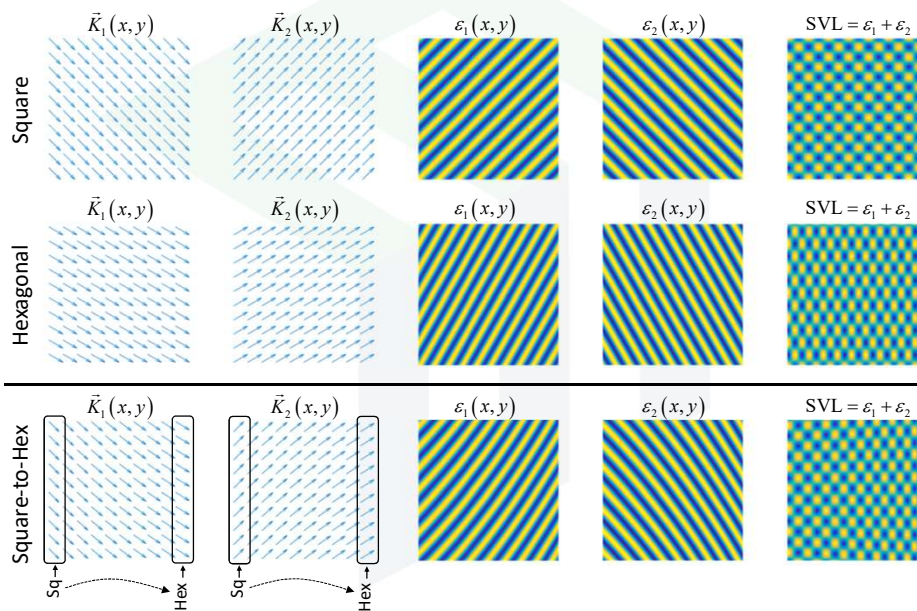 K⃗₁(x, y) K⃗₂(x, y) ε₁(x, y) ε₂(x, y) SVL = ε₁ + ε₂
Square
K⃗₁(x, y) K⃗₂(x, y) ε₁(x, y) ε₂(x, y) SVL = ε₁ + ε₂
Hexagonal
K⃗₁(x, y) K⃗₂(x, y) ε₁(x, y) ε₂(x, y) SVL = ε₁ + ε₂
Square-to-Hex
Sq Hex Sq Hex